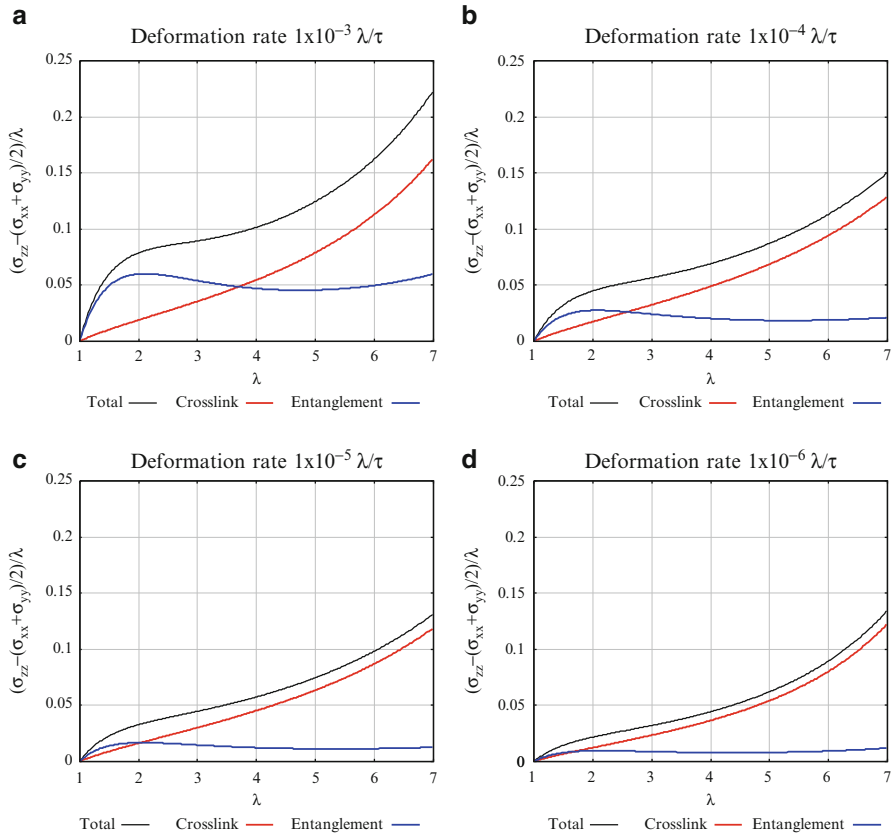 a
Deformation rate 1x10⁻³ λ/τ
0.25
0.2
0.15
0.1
0.05
0
(σzz−(σxx+σyy)/2)/λ
1 2 3 4 5 6 7
λ
Total Crosslink Entanglement
b
Deformation rate 1x10⁻⁴ λ/τ
0.25
0.2
0.15
0.1
0.05
0
(σzz−(σxx+σyy)/2)/λ
1 2 3 4 5 6 7
λ
Total Crosslink Entanglement
c
Deformation rate 1x10⁻⁵ λ/τ
0.25
0.2
0.15
0.1
0.05
0
(σzz−(σxx+σyy)/2)/λ
1 2 3 4 5 6 7
λ
Total Crosslink Entanglement
d
Deformation rate 1x10⁻⁶ λ/τ
0.25
0.2
0.15
0.1
0.05
0
(σzz−(σxx+σyy)/2)/λ
1 2 3 4 5 6 7
λ
Total Crosslink Entanglement